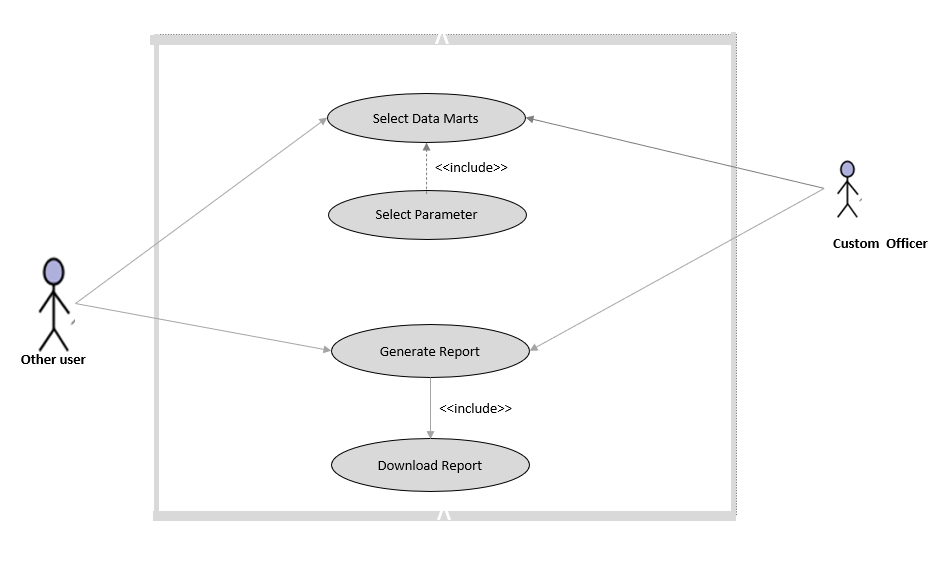 Select Data Marts
<<include>>
Select Parameter
Custom Officer
Other user
Generate Report
<<include>>
Download Report